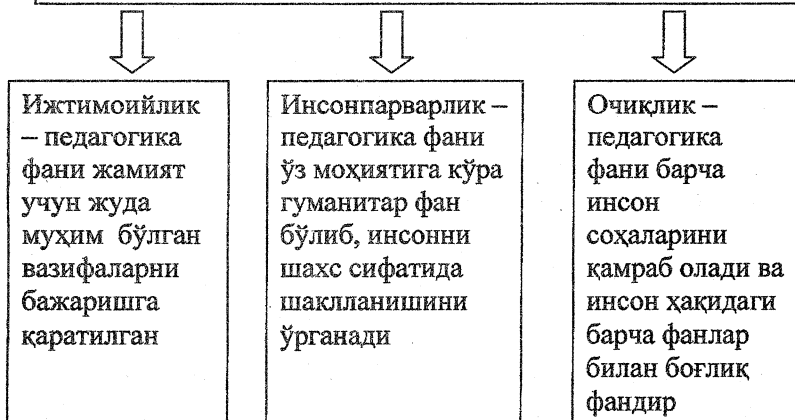 Ижтимоийлик
– педагогика
фани жамият
учун жуда
муҳим бўлган
вазифаларни
бажаришга
қаратилган
Инсонпарварлик –
педагогика фани
ўз моҳиятига кўра
гуманитар фан
бўлиб, инсонни
шахс сифатида
шаклланишини
ўрганади
Очиқлик –
педагогика
фани барча
инсон
соҳаларини
қамраб олади ва
инсон ҳақидаги
барча фанлар
билан боғлиқ
фандир